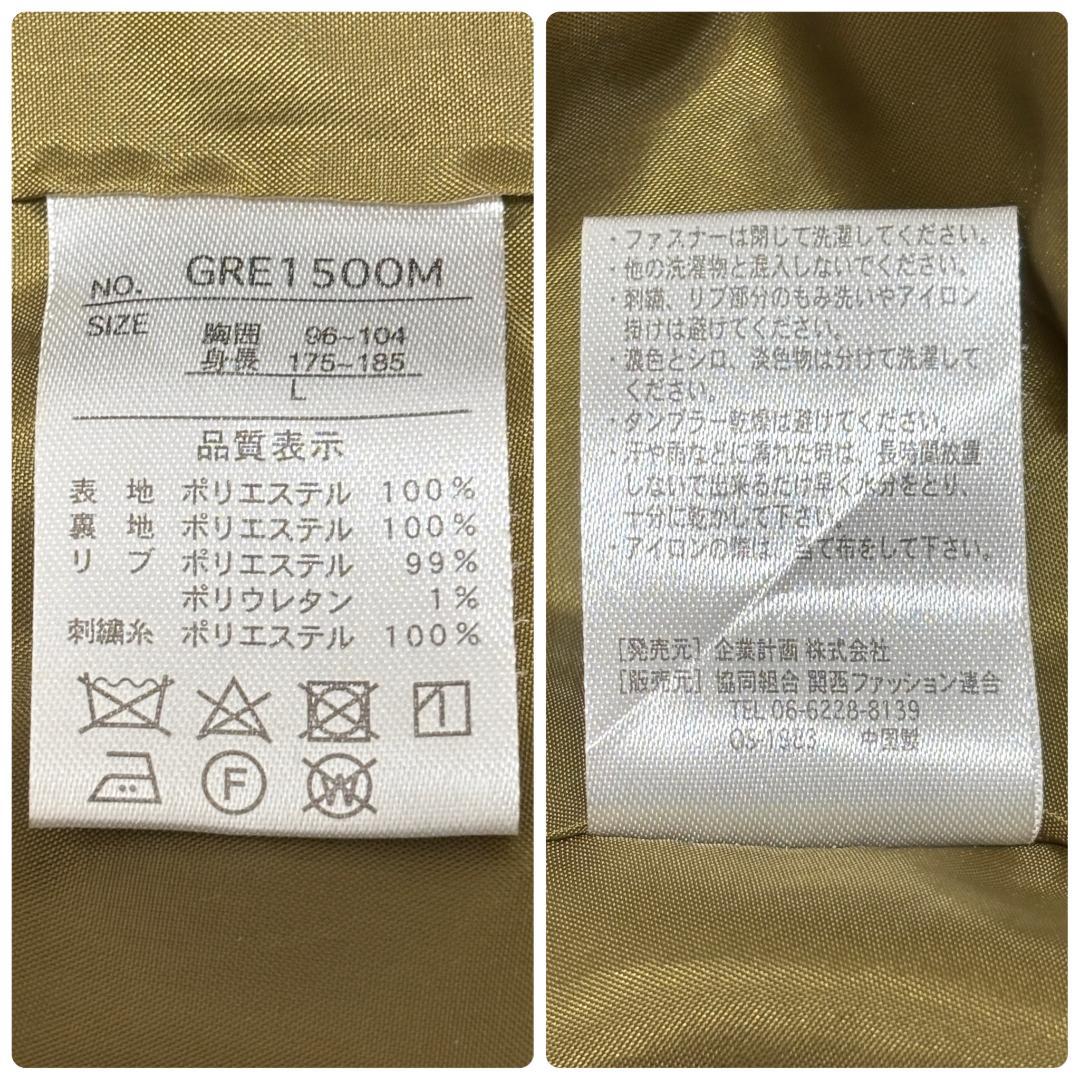 NO. GRE1500M
SIZE
胸囲 96~104
身長 175~185
L
品質表示
表地 ポリエステル 100%
裏地 ポリエステル 100%
リブ ポリエステル 99%
ポリウレタン 1%
刺繍糸 ポリエステル 100%
F
W
・ファスナーは閉じて洗濯してください。
・他の洗濯物と混入しないでください。
・刺繍、リブ部分のもみ洗いやアイロン
掛けは避けてください。
・濃色とシロ、淡色物は分けて洗濯して
ください。
・タンブラー乾燥は避けてください。
・汗や雨などに濡れた時は、長時間放置
しないで出来るだけ早く水分をとり、
十分に乾かして下さい。
・アイロンの際は、当て布をして下さい。
[発売元] 企業計画 株式会社
[販売元] 協同組合 関西ファッション連合
TEL 06-6228-8139
OS-1983 中国製